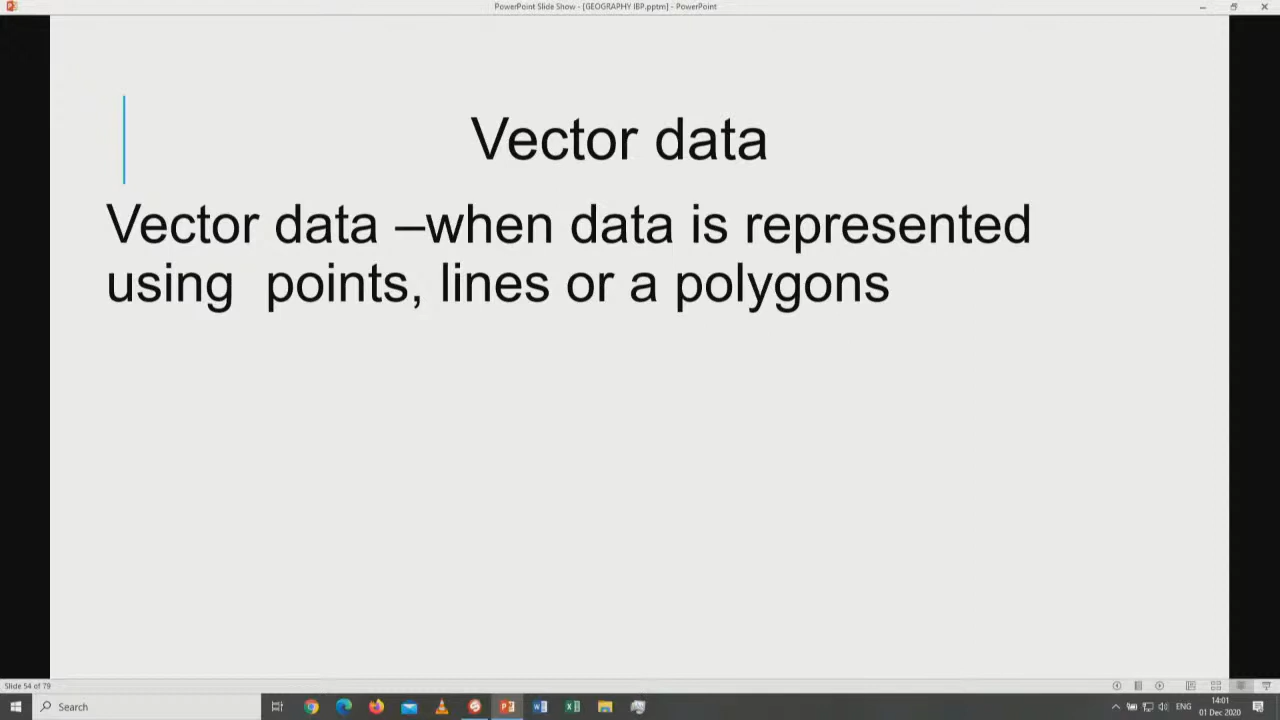 PowerPoint Slide Show - [GEOGRAPHY IBP.pptm] - PowerPoint
Vector data
Vector data –when data is represented
using  points, lines or a polygons
Slide 54 of 79
Search
ENG
14:01
01 Dec 2020